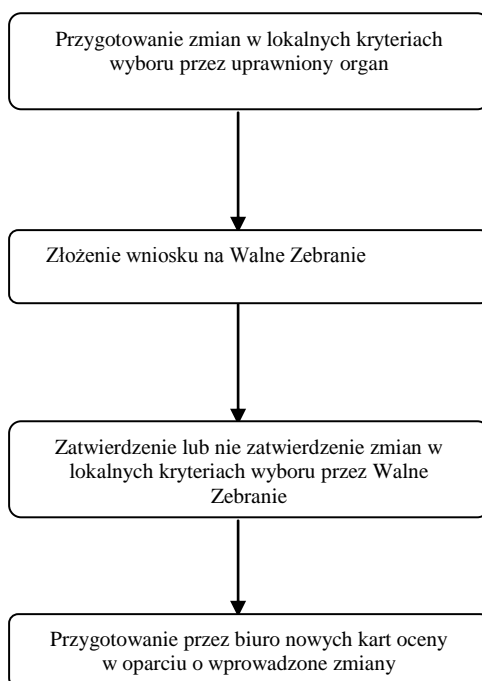 Przygotowanie zmian w lokalnych kryteriach
wyboru przez uprawniony organ
Złożenie wniosku na Walne Zebranie
Zatwierdzenie lub nie zatwierdzenie zmian w
lokalnych kryteriach wyboru przez Walne
Zebranie
Przygotowanie przez biuro nowych kart oceny
w oparciu o wprowadzone zmiany